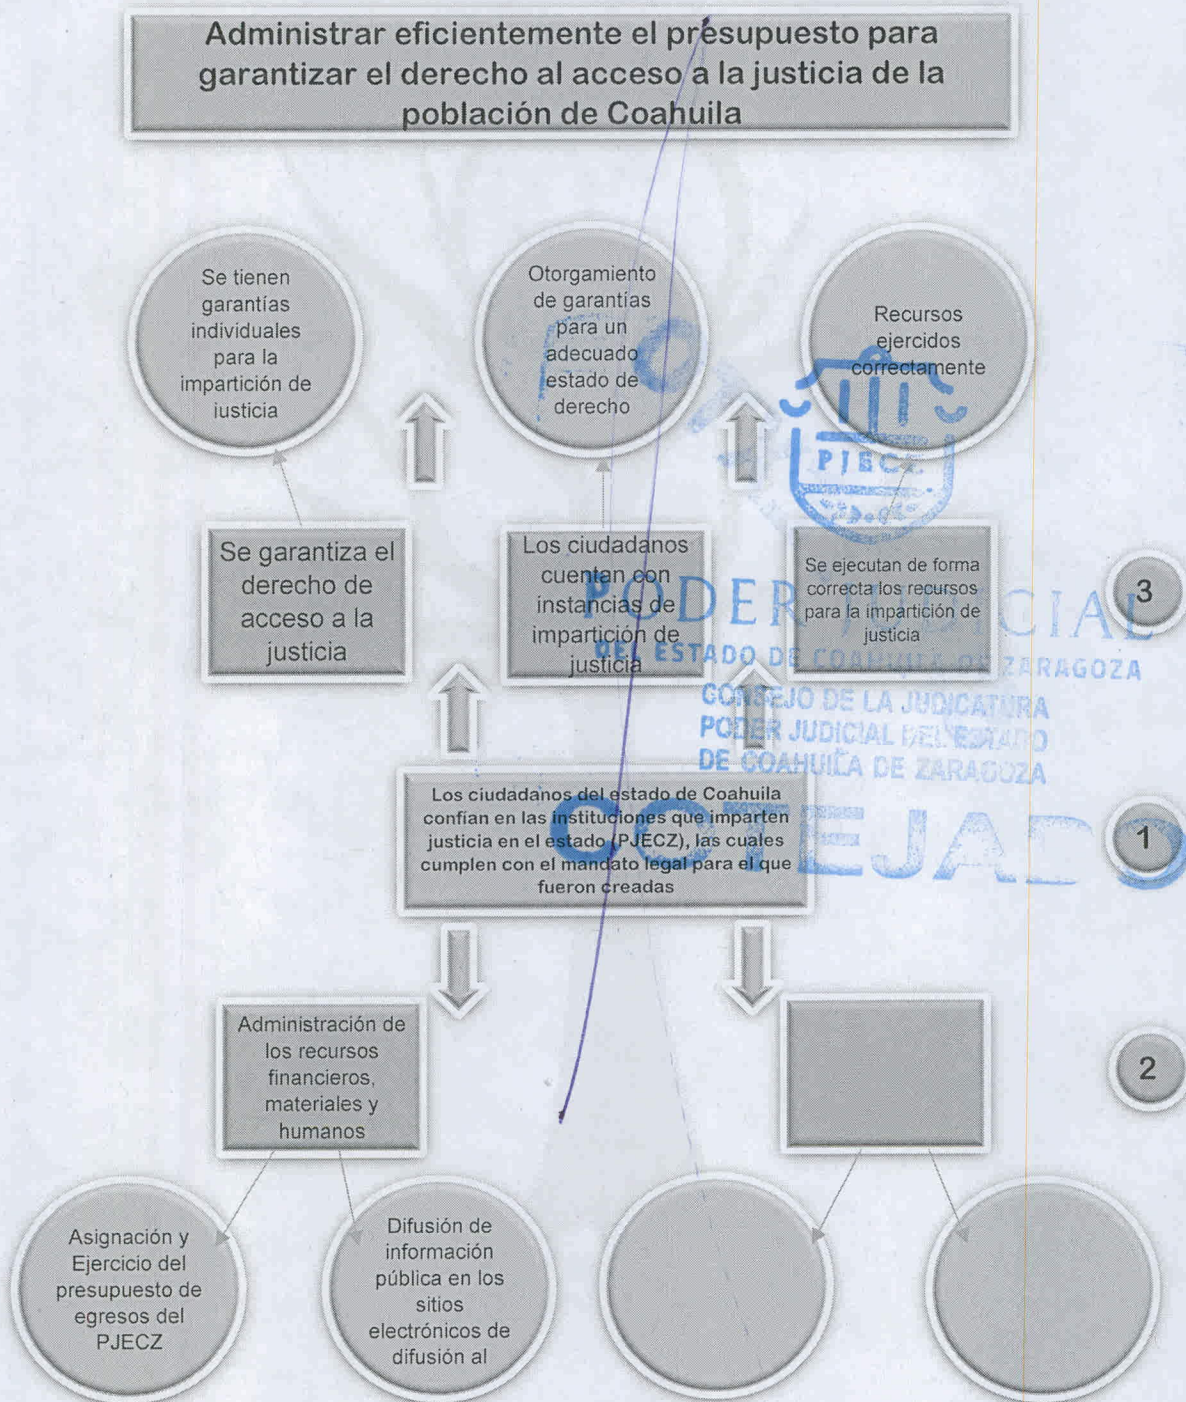 Administrar eficientemente el presupuesto para
garantizar el derecho al acceso a la justicia de la
población de Coahuila
Se tienen
garantías
individuales
para la
impartición de
justicia
Otorgamiento
de garantías
para un
adecuado
estado de
derecho
Recursos
ejercidos
correctamente
PJECZ
Se garantiza el
derecho de
acceso a la
justicia
Los ciudadanos
cuentan con
instancias de
impartición de
justicia
Se ejecutan de forma
correcta los recursos
para la impartición de
justicia
3
PODER JUDICIAL
DEL ESTADO DE COAHUILA DE ZARAGOZA
CONSEJO DE LA JUDICATURA
PODER JUDICIAL DEL ESTADO
DE COAHUILA DE ZARAGOZA
Los ciudadanos del estado de Coahuila
confían en las instituciones que imparten
justicia en el estado (PJECZ), las cuales
cumplen con el mandato legal para el que
fueron creadas
COTEJADO
1
Administración de
los recursos
financieros,
materiales y
humanos
2
Asignación y
Ejercicio del
presupuesto de
egresos del
PJECZ
Difusión de
información
pública en los
sitios
electrónicos de
difusión al